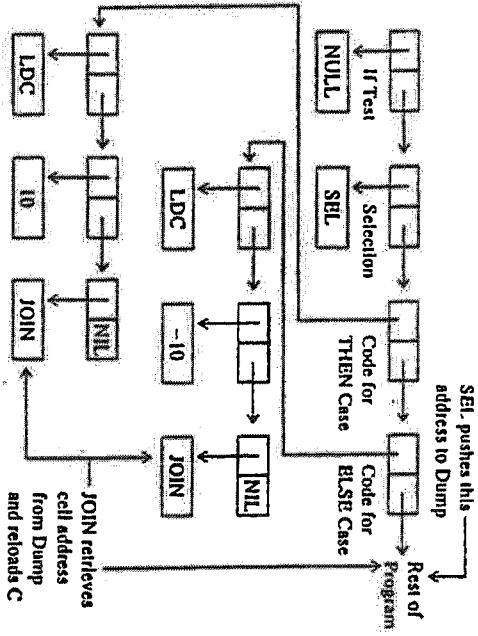 SEL pushes this
address to Dump
Rest of
Program
If Test
Selection
Code for
THEN Case
Code for
ELSE Case
NULL
SEL
LDC
-10
NIL
JOIN
LDC
10
NIL
JOIN
JOIN retrieves
cell address
from Dump
and reloads C